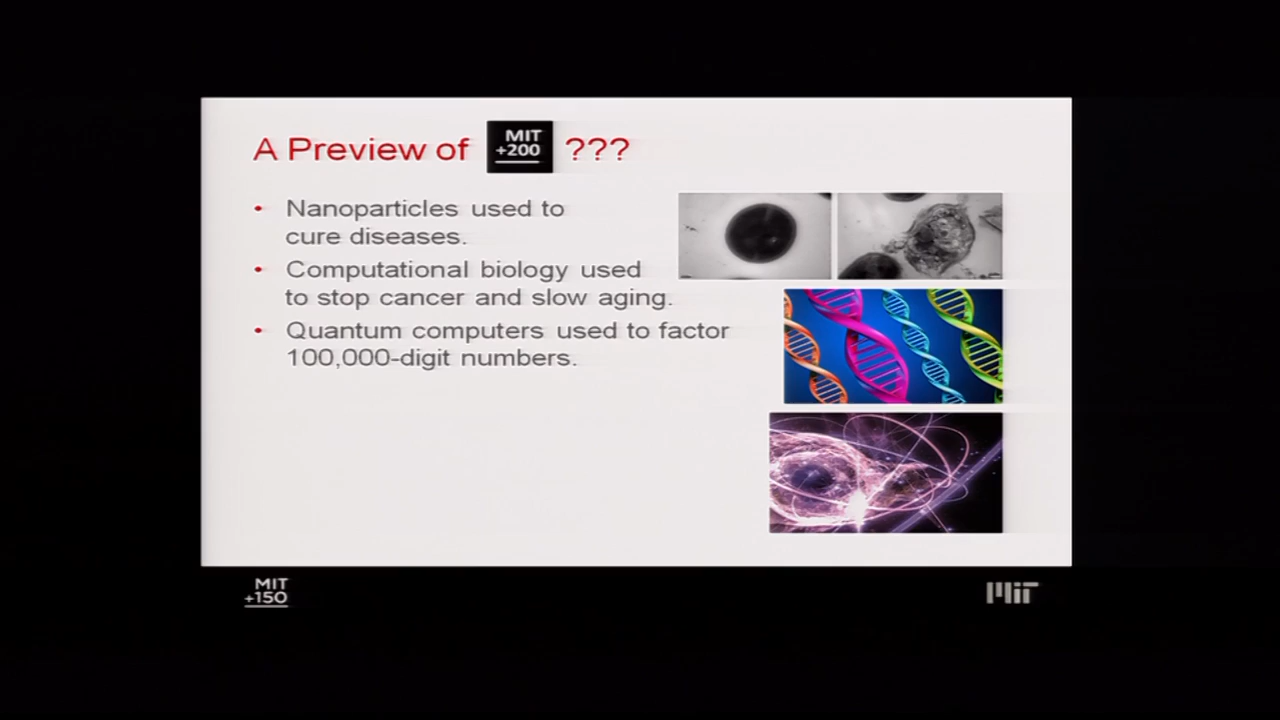 A Preview of MIT +200 ???
• Nanoparticles used to
cure diseases.
• Computational biology used
to stop cancer and slow aging.
• Quantum computers used to factor
100,000-digit numbers.
MIT
+150
MIT